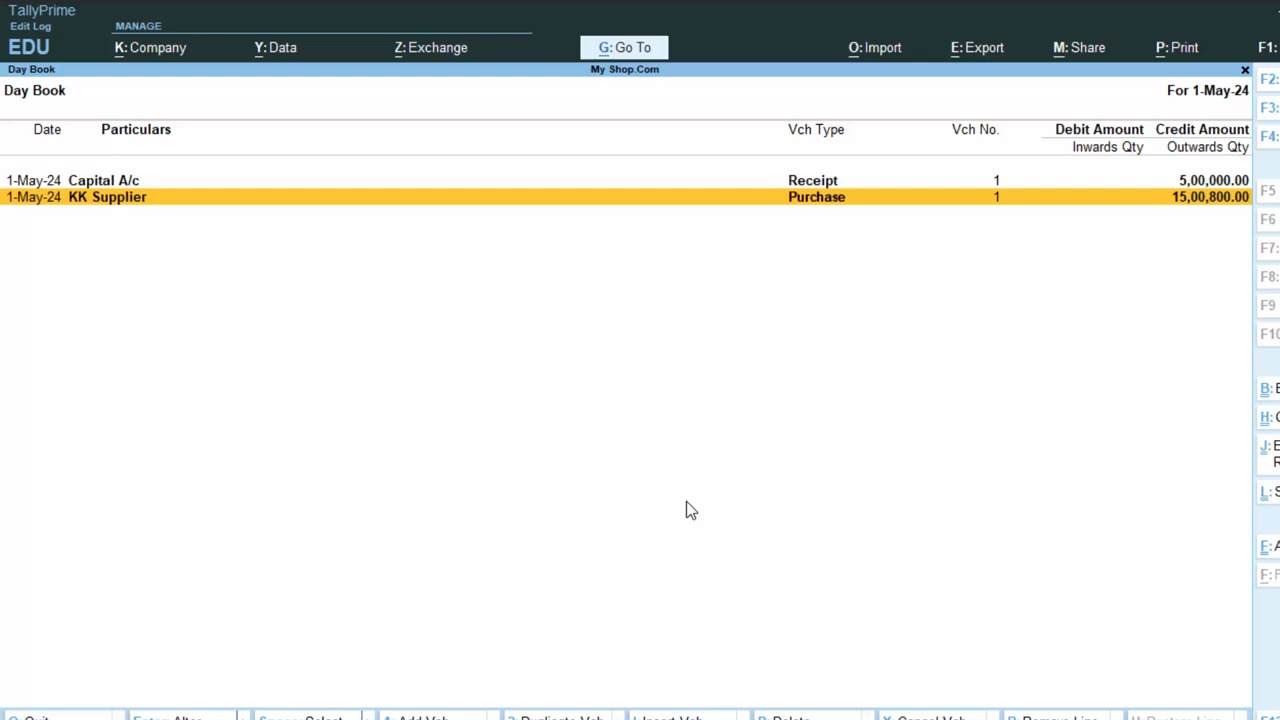 TallyPrime
Edit Log
EDU
MANAGE
K: Company
Y: Data
Z: Exchange
G: Go To
O: Import
E: Export
M: Share
P: Print
F1:
Day Book
My Shop.Com
Day Book
For 1-May-24
Date Particulars Vch Type Vch No. Debit Amount Credit Amount
Inwards Qty Outwards Qty
1-May-24 Capital A/c Receipt 1 5,00,000.00
1-May-24 KK Supplier Purchase 1 15,00,800.00
F2:
F3:
F4:
F5
F6
F7:
F8:
F9
F10
B:
H:
J: E
R
L: S
F: A
F: F